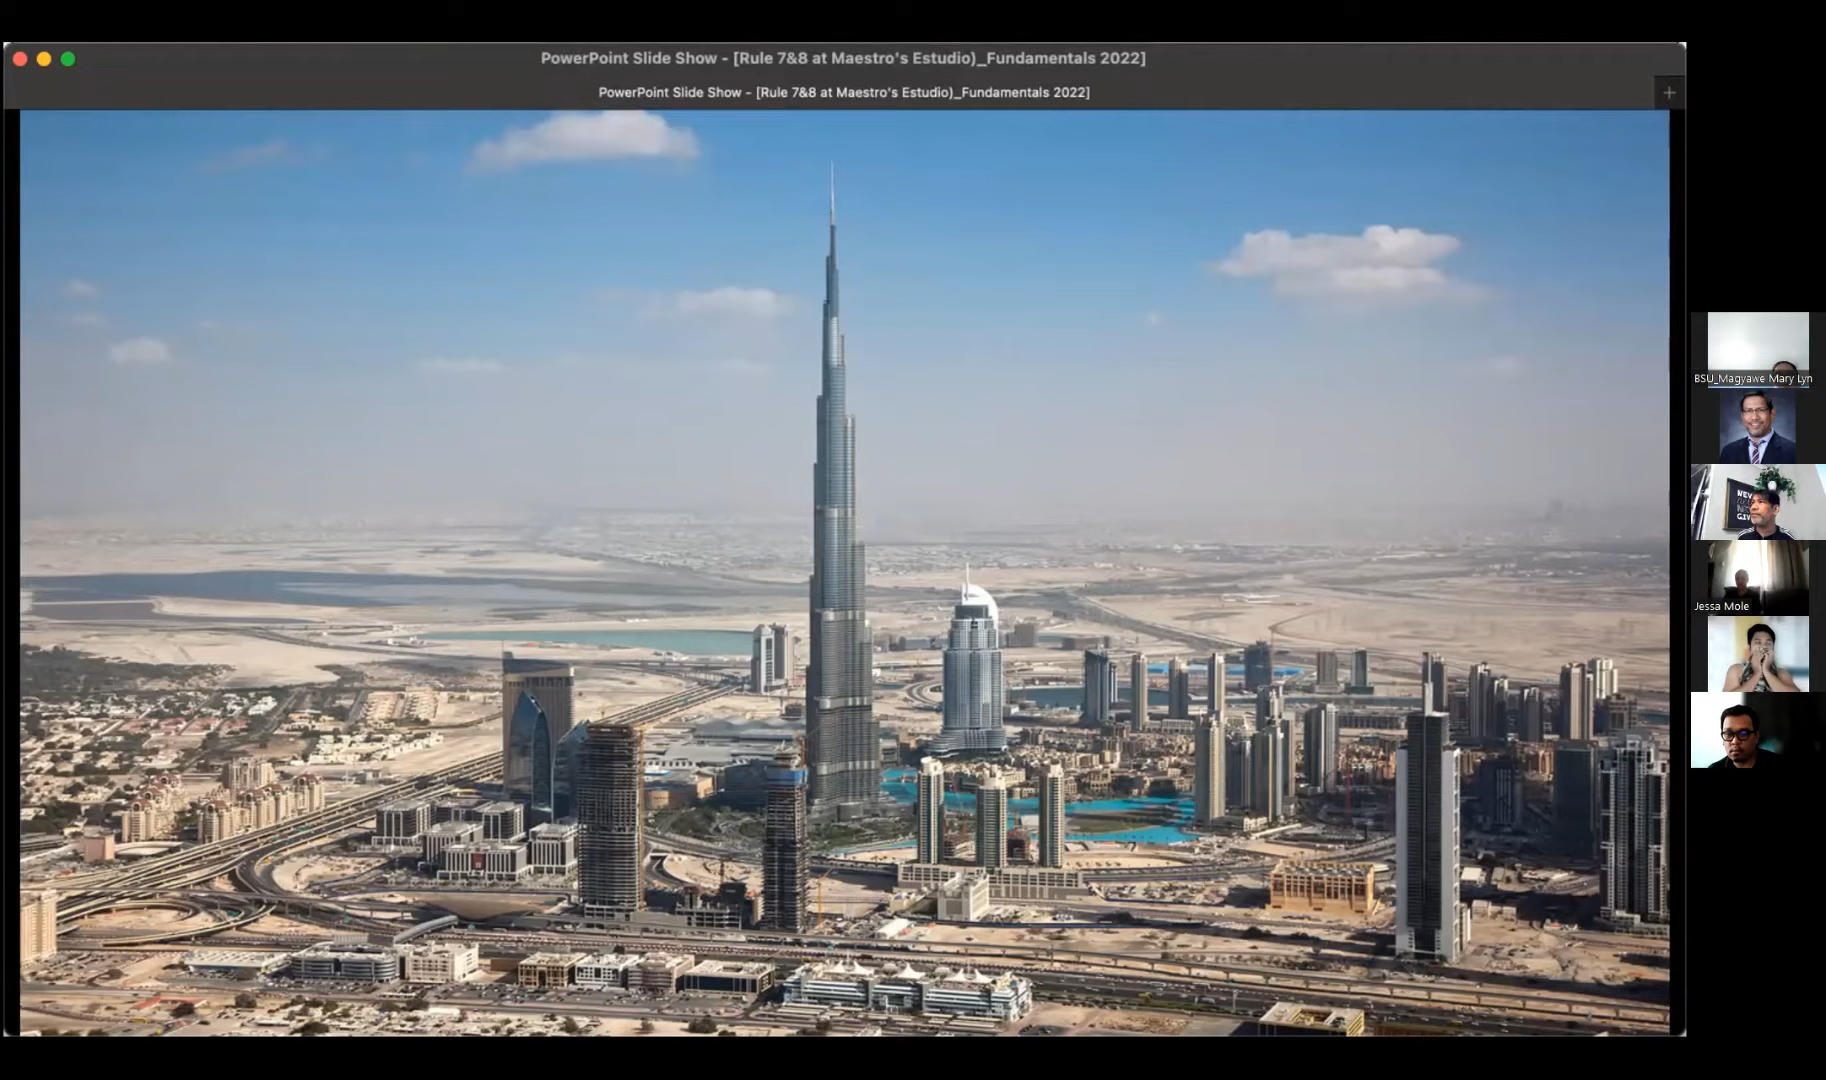 PowerPoint Slide Show - [Rule 7&8 at Maestro's Estudio)_Fundamentals 2022]
PowerPoint Slide Show - [Rule 7&8 at Maestro's Estudio)_Fundamentals 2022]
BSU_Magyawe Mary Lyn
Jessa Mole